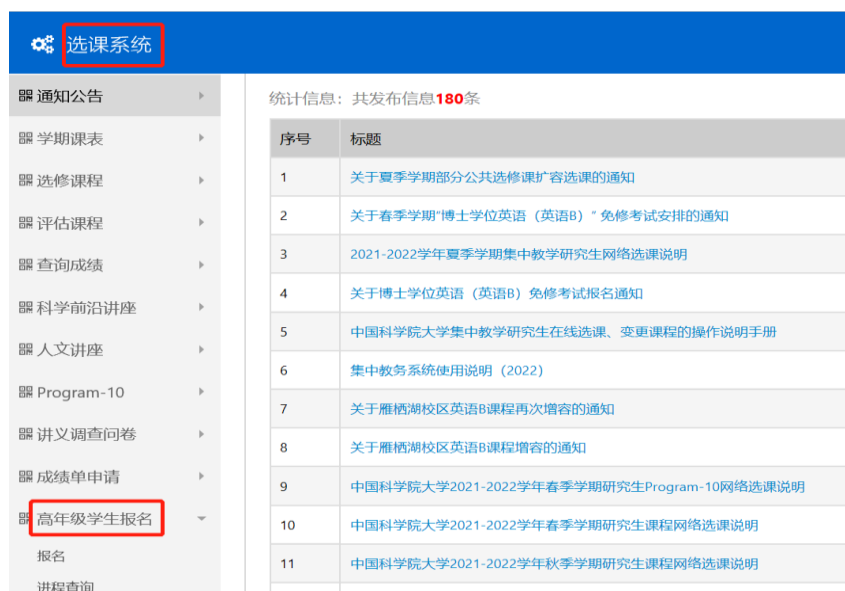 选课系统
通知公告
学期课表
选修课程
评估课程
查询成绩
科学前沿讲座
人文讲座
Program-10
讲义调查问卷
成绩单申请
高年级学生报名
报名
进程查询
统计信息：共发布信息180条
序号 标题
1 关于夏季学期部分公共选修课扩容选课的通知
2 关于春季学期“博士学位英语（英语B）” 免修考试安排的通知
3 2021-2022学年夏季学期集中教学研究生网络选课说明
4 关于博士学位英语（英语B）免修考试报名通知
5 中国科学院大学集中教学研究生在线选课、变更课程的操作说明手册
6 集中教务系统使用说明（2022）
7 关于雁栖湖校区英语B课程再次增容的通知
8 关于雁栖湖校区英语B课程增容的通知
9 中国科学院大学2021-2022学年春季学期研究生Program-10网络选课说明
10 中国科学院大学2021-2022学年春季学期研究生课程网络选课说明
11 中国科学院大学2021-2022学年秋季学期研究生课程网络选课说明